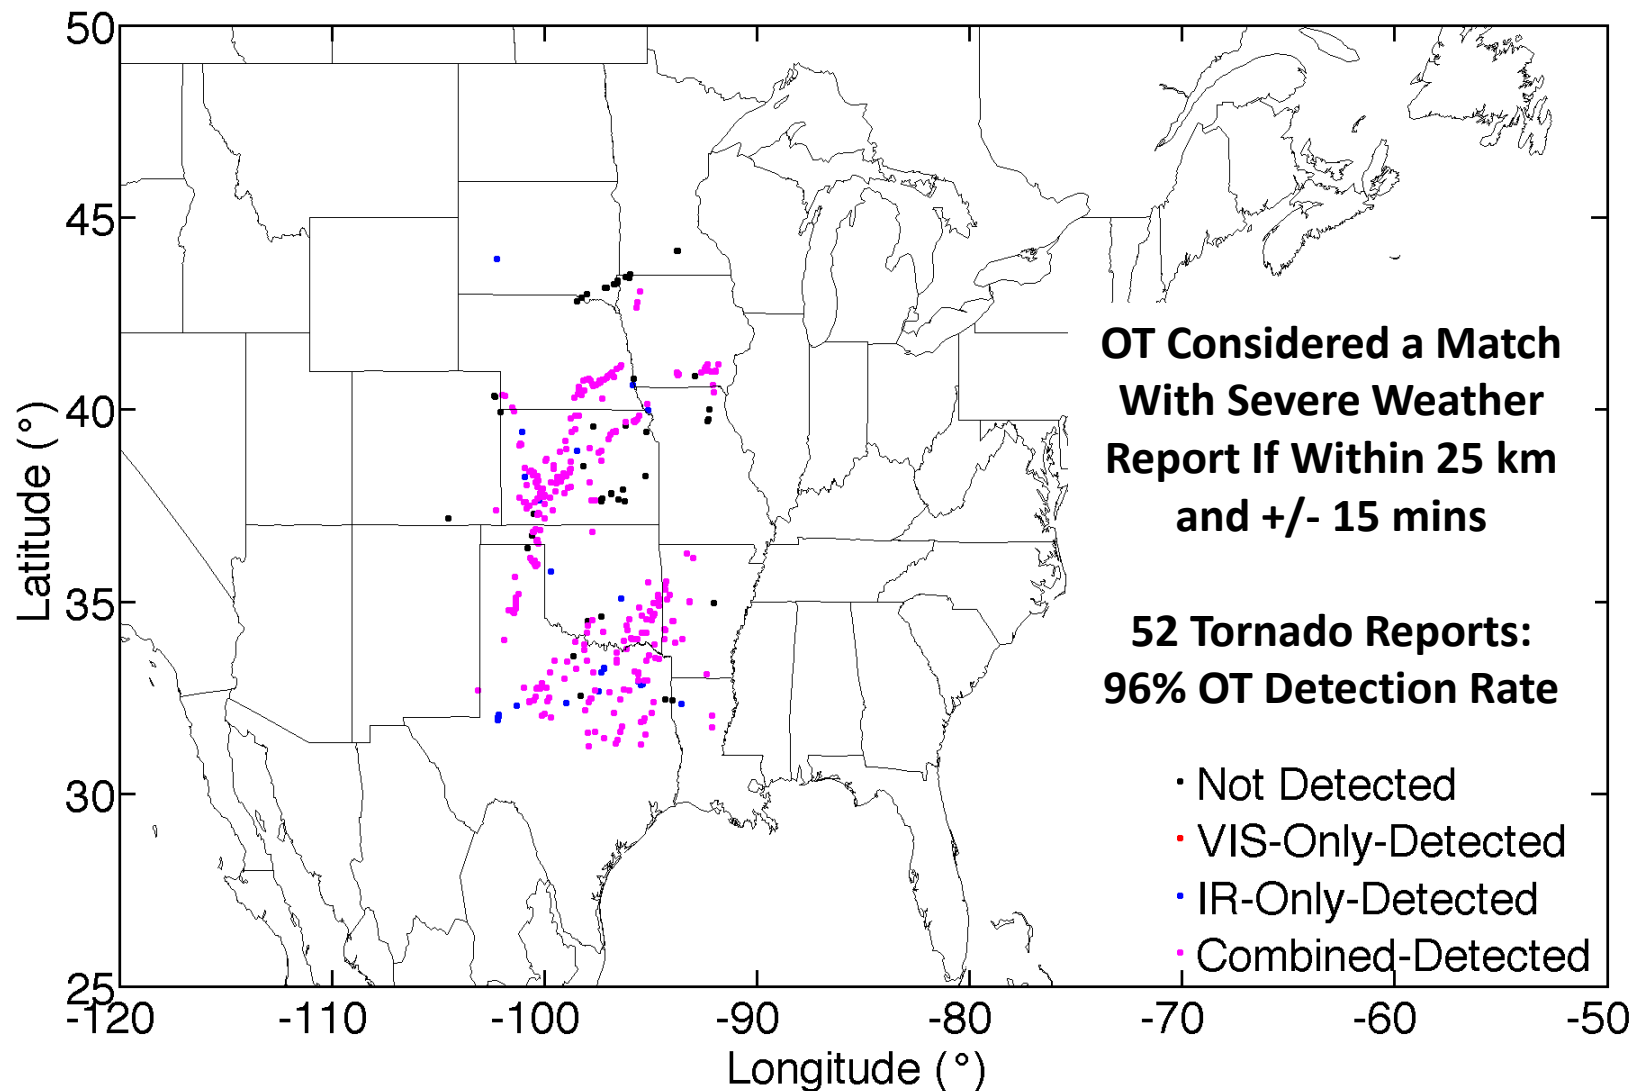 50
45
40
35
30
25
Latitude (°)
-120
-110
-100
-90
-80
-70
-60
-50
Longitude (°)
OT Considered a Match
With Severe Weather
Report If Within 25 km
and +/- 15 mins
52 Tornado Reports:
96% OT Detection Rate
Not Detected
VIS-Only-Detected
IR-Only-Detected
Combined-Detected